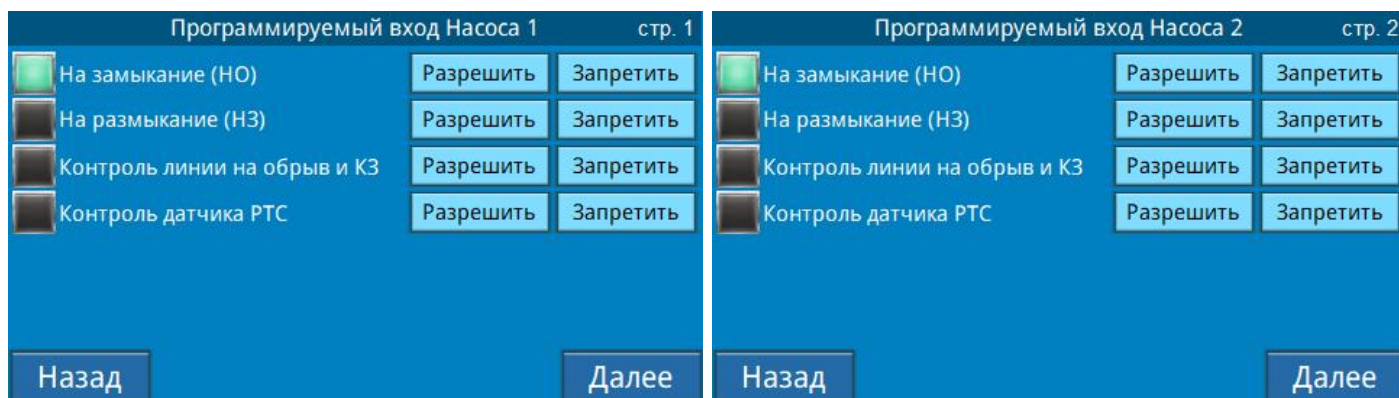 Программируемый вход Насоса 1 стр. 1
На замыкание (НО) Разрешить Запретить
На размыкание (НЗ) Разрешить Запретить
Контроль линии на обрыв и КЗ Разрешить Запретить
Контроль датчика РТС Разрешить Запретить
Назад Далее
Программируемый вход Насоса 2 стр. 2
На замыкание (НО) Разрешить Запретить
На размыкание (НЗ) Разрешить Запретить
Контроль линии на обрыв и КЗ Разрешить Запретить
Контроль датчика РТС Разрешить Запретить
Назад Далее